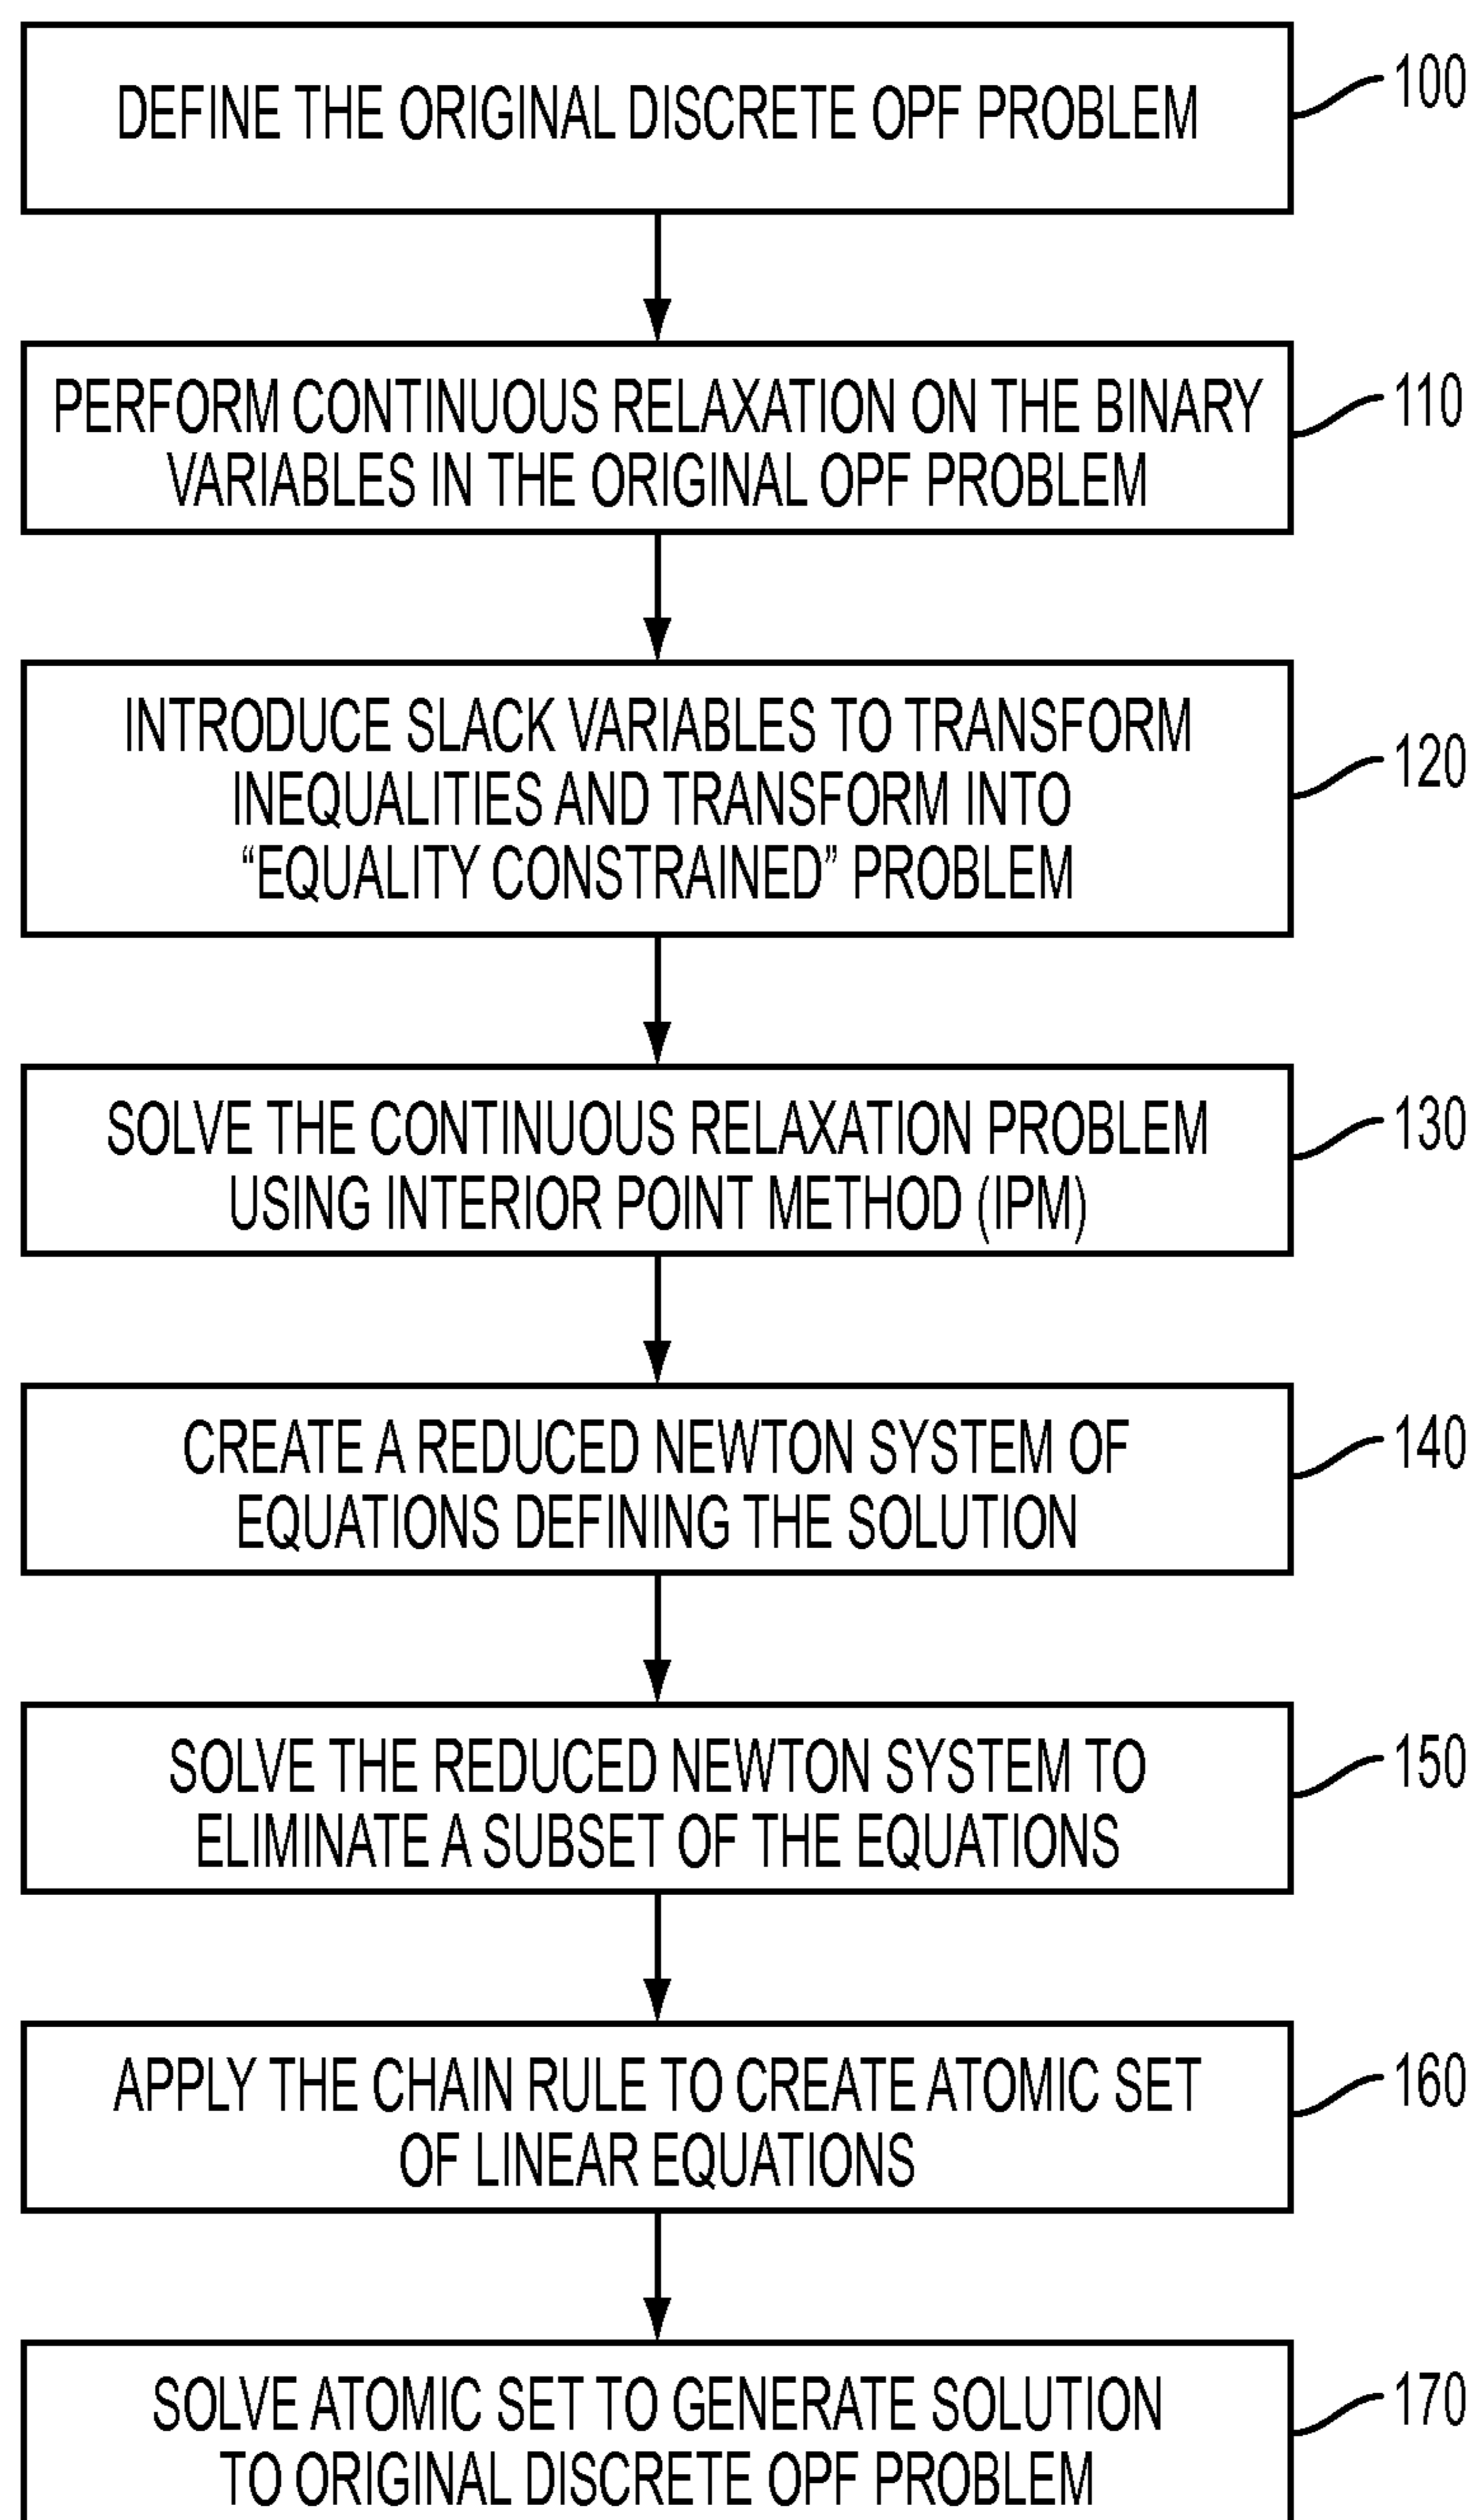 DEFINE THE ORIGINAL DISCRETE OPF PROBLEM
100
PERFORM CONTINUOUS RELAXATION ON THE BINARY
VARIABLES IN THE ORIGINAL OPF PROBLEM
110
INTRODUCE SLACK VARIABLES TO TRANSFORM
INEQUALITIES AND TRANSFORM INTO
“EQUALITY CONSTRAINED” PROBLEM
120
SOLVE THE CONTINUOUS RELAXATION PROBLEM
USING INTERIOR POINT METHOD (IPM)
130
CREATE A REDUCED NEWTON SYSTEM OF
EQUATIONS DEFINING THE SOLUTION
140
SOLVE THE REDUCED NEWTON SYSTEM TO
ELIMINATE A SUBSET OF THE EQUATIONS
150
APPLY THE CHAIN RULE TO CREATE ATOMIC SET
OF LINEAR EQUATIONS
160
SOLVE ATOMIC SET TO GENERATE SOLUTION
TO ORIGINAL DISCRETE OPF PROBLEM
170